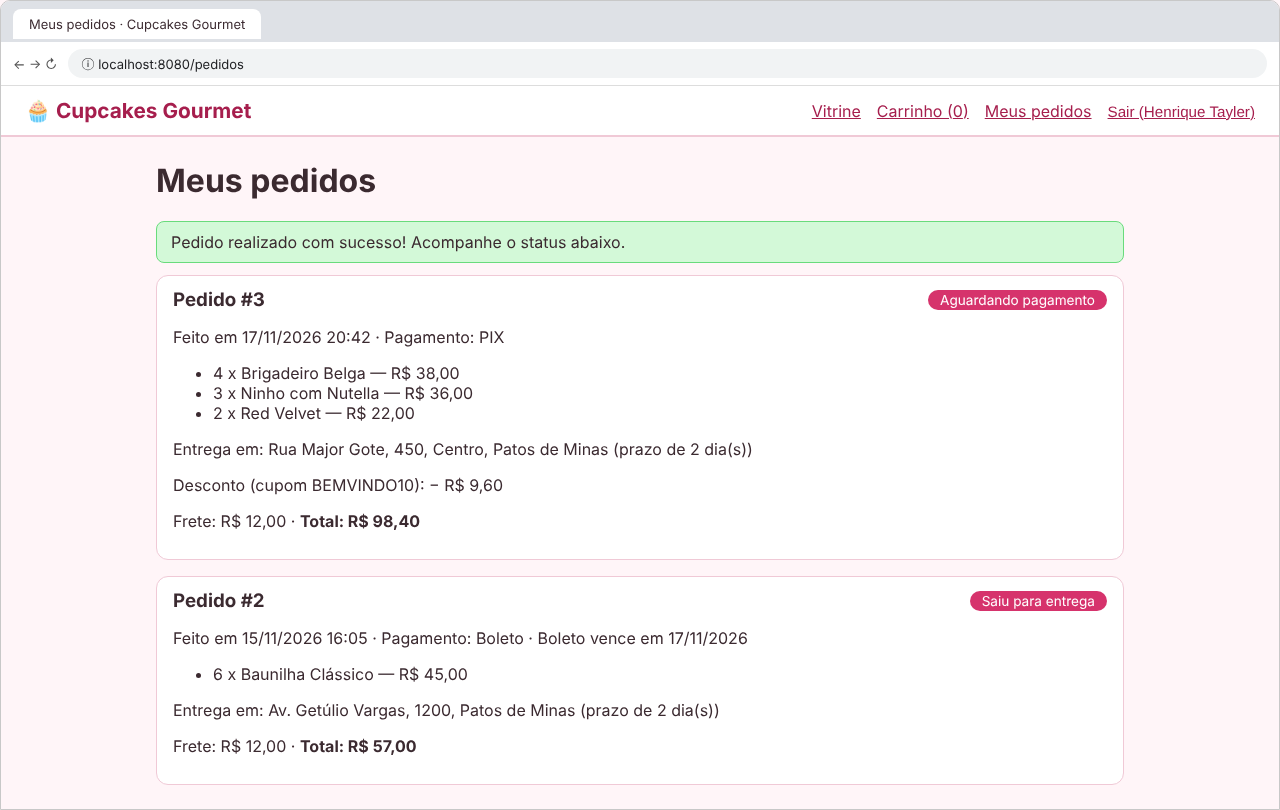 Meus pedidos · Cupcakes Gourmet
localhost:8080/pedidos
Cupcakes Gourmet
Vitrine Carrinho (0) Meus pedidos Sair (Henrique Tayler)
Meus pedidos
Pedido realizado com sucesso! Acompanhe o status abaixo.
Pedido #3
Aguardando pagamento
Feito em 17/11/2026 20:42 · Pagamento: PIX
• 4 x Brigadeiro Belga — R$ 38,00
• 3 x Ninho com Nutella — R$ 36,00
• 2 x Red Velvet — R$ 22,00
Entrega em: Rua Major Gote, 450, Centro, Patos de Minas (prazo de 2 dia(s))
Desconto (cupom BEMVINDO10): − R$ 9,60
Frete: R$ 12,00 · Total: R$ 98,40
Pedido #2
Saiu para entrega
Feito em 15/11/2026 16:05 · Pagamento: Boleto · Boleto vence em 17/11/2026
• 6 x Baunilha Clássico — R$ 45,00
Entrega em: Av. Getúlio Vargas, 1200, Patos de Minas (prazo de 2 dia(s))
Frete: R$ 12,00 · Total: R$ 57,00